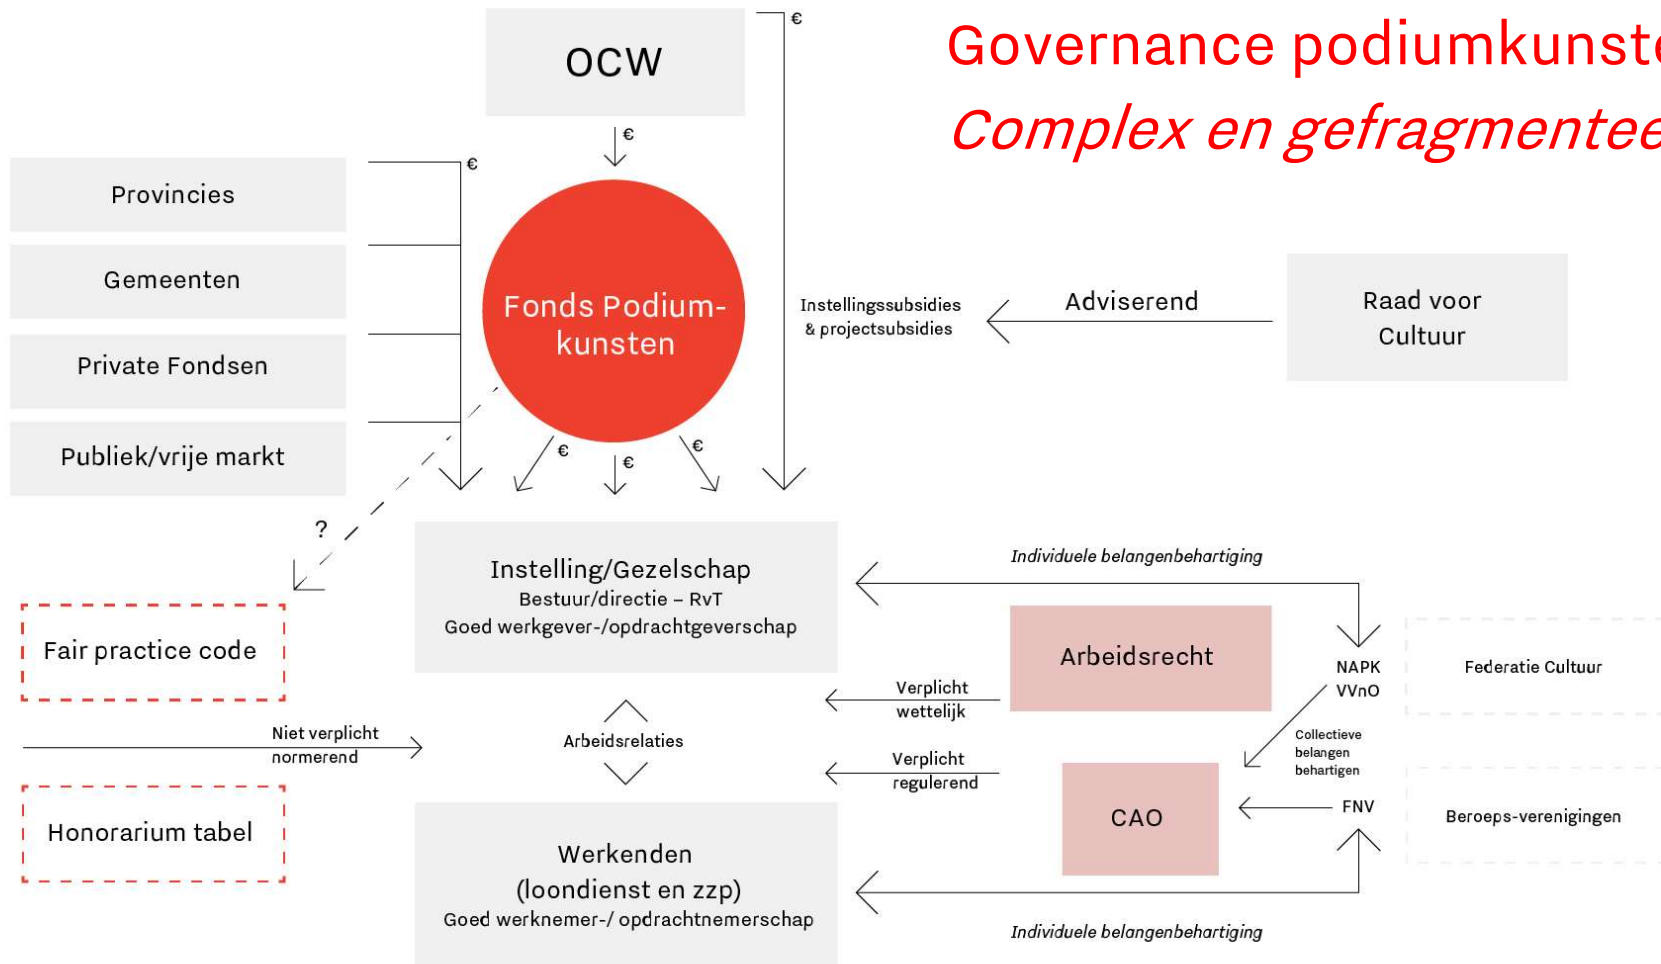 Governance podiumkunste
Complex en gefragmentee
OCW
€
€
€
Provincies
Gemeenten
Private Fondsen
Publiek/vrije markt
Fonds Podium-
kunsten
Instellingssubsidies
& projectsubsidies
Adviserend
Raad voor
Cultuur
€
€
€
?
Instelling/Gezelschap
Bestuur/directie – RvT
Goed werkgever-/opdrachtgeverschap
Individuele belangenbehartiging
Fair practice code
Arbeidsrecht
NAPK
VVnO
Federatie Cultuur
Verplicht
wettelijk
Niet verplicht
normerend
Arbeidsrelaties
Collectieve
belangen
behartigen
Verplicht
regulerend
Honorarium tabel
CAO
FNV
Beroeps-verenigingen
Werkenden
(loondienst en zzp)
Goed werknemer-/ opdrachtnemerschap
Individuele belangenbehartiging